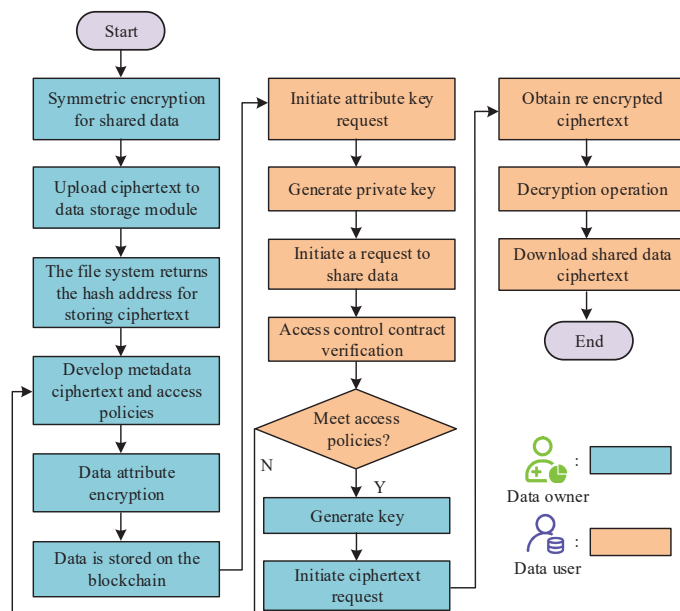 Start
Symmetric encryption
for shared data
Upload ciphertext to
data storage module
The file system returns
the hash address for
storing ciphertext
Develop metadata
ciphertext and access
policies
Data attribute
encryption
Data is stored on the
blockchain
Initiate attribute key
request
Generate private key
Initiate a request to
share data
Access control contract
verification
Meet access
policies?
N
Y
Generate key
Initiate ciphertext
request
Obtain re encrypted
ciphertext
Decryption operation
Download shared data
ciphertext
End
:
Data owner
:
Data user